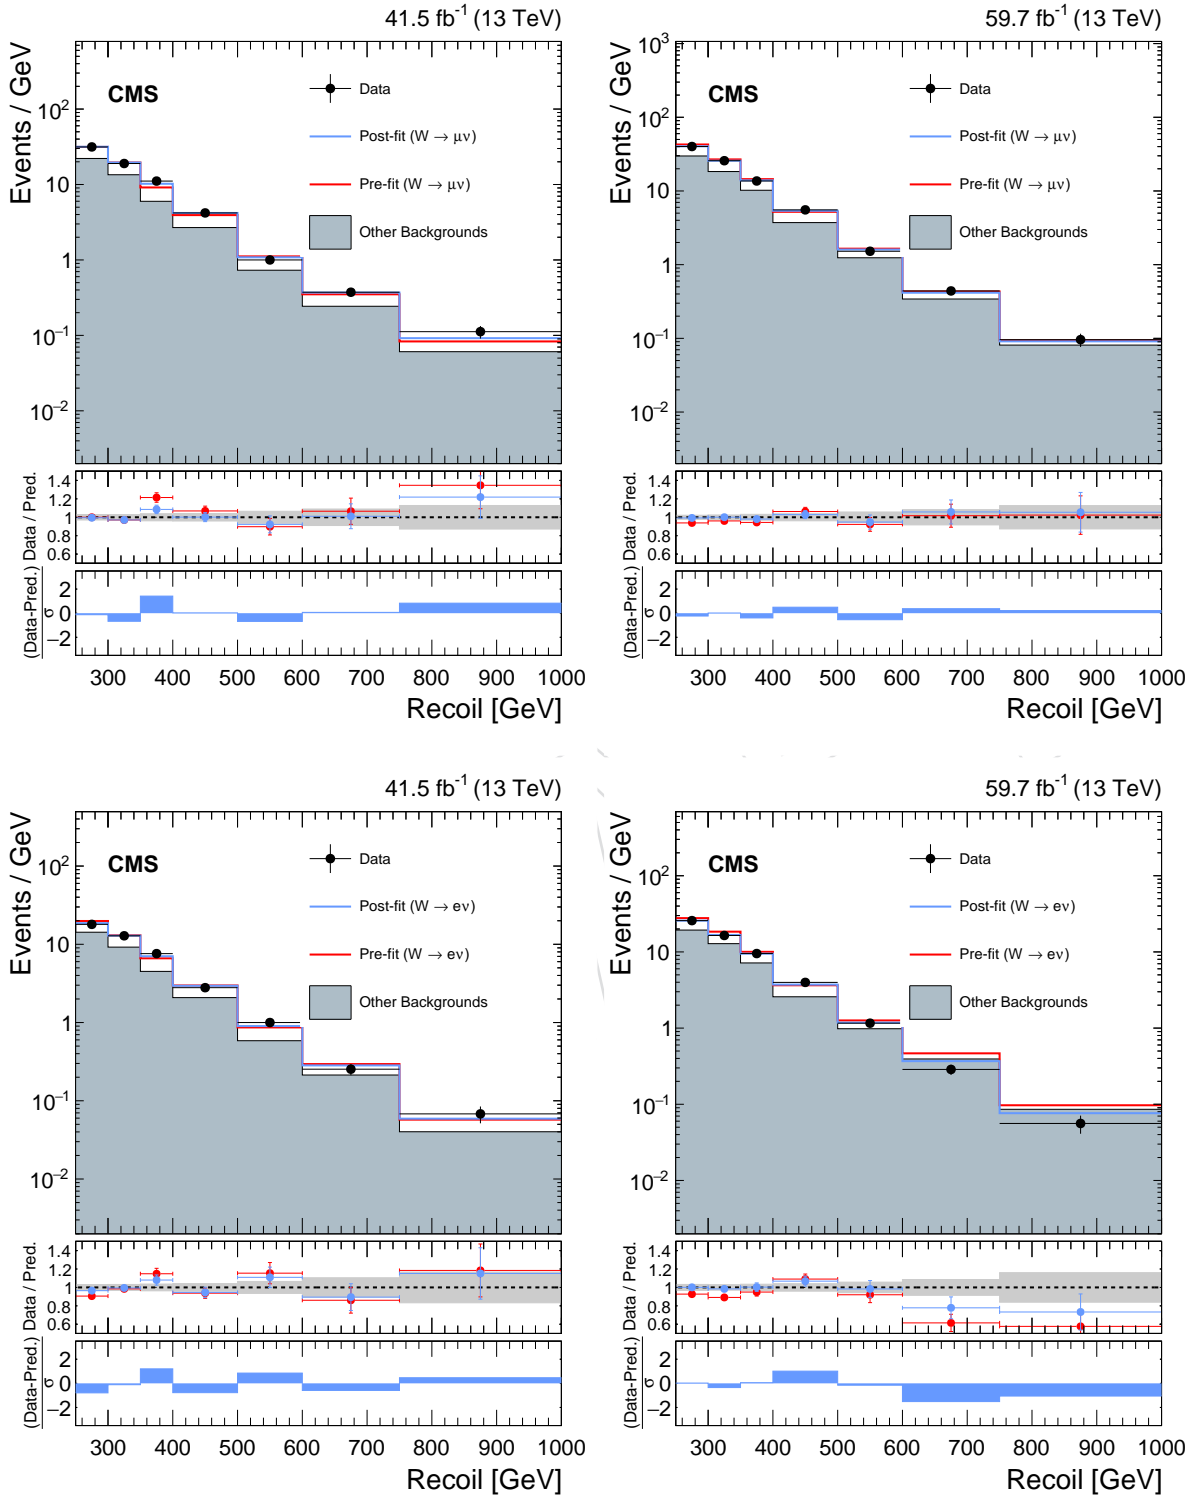 41.5 fb⁻¹ (13 TeV)
Events / GeV
CMS
Data
Post-fit (W → μν)
Pre-fit (W → μν)
Other Backgrounds
10²
10
1
10⁻¹
10⁻²
Data / Pred.
1.4
1.2
1
0.8
0.6
(Data-Pred.)
σ
2
0
−2
300 400 500 600 700 800 900 1000
Recoil [GeV]
59.7 fb⁻¹ (13 TeV)
Events / GeV
CMS
Data
Post-fit (W → μν)
Pre-fit (W → μν)
Other Backgrounds
10³
10²
10
1
10⁻¹
10⁻²
Data / Pred.
1.4
1.2
1
0.8
0.6
(Data-Pred.)
σ
2
0
−2
300 400 500 600 700 800 900 1000
Recoil [GeV]
41.5 fb⁻¹ (13 TeV)
Events / GeV
CMS
Data
Post-fit (W → eν)
Pre-fit (W → eν)
Other Backgrounds
10²
10
1
10⁻¹
10⁻²
Data / Pred.
1.4
1.2
1
0.8
0.6
(Data-Pred.)
σ
2
0
−2
300 400 500 600 700 800 900 1000
Recoil [GeV]
59.7 fb⁻¹ (13 TeV)
Events / GeV
CMS
Data
Post-fit (W → eν)
Pre-fit (W → eν)
Other Backgrounds
10²
10
1
10⁻¹
10⁻²
Data / Pred.
1.4
1.2
1
0.8
0.6
(Data-Pred.)
σ
2
0
−2
300 400 500 600 700 800 900 1000
Recoil [GeV]